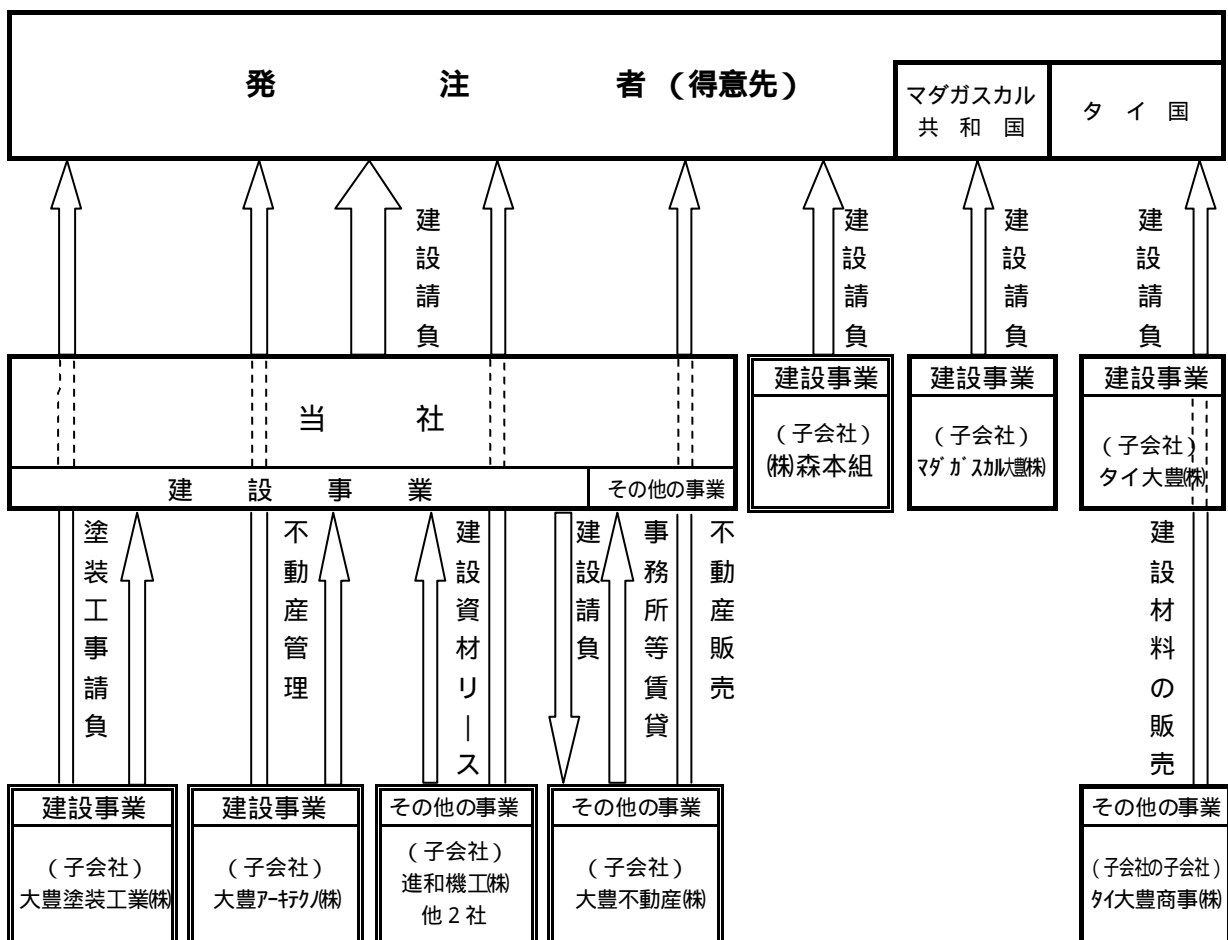 発 注 者（得意先）
マダガスカル
共 和 国
タ イ 国
建設請負
建設請負
建設請負
建設請負
当 社
建 設 事 業
その他の事業
建設事業
（子会社）
(株)森本組
建設事業
（子会社）
マダガスカル大豊(株)
建設事業
（子会社）
タイ大豊(株)
塗装工事請負
不動産管理
建設資材リース
建設請負
事務所等賃貸
不動産販売
建設材料の販売
建設事業
（子会社）
大豊塗装工業(株)
建設事業
（子会社）
大豊アーキテクノ(株)
その他の事業
（子会社）
進和機工(株)
他２社
その他の事業
（子会社）
大豊不動産(株)
その他の事業
（子会社の子会社）
タイ大豊商事(株)